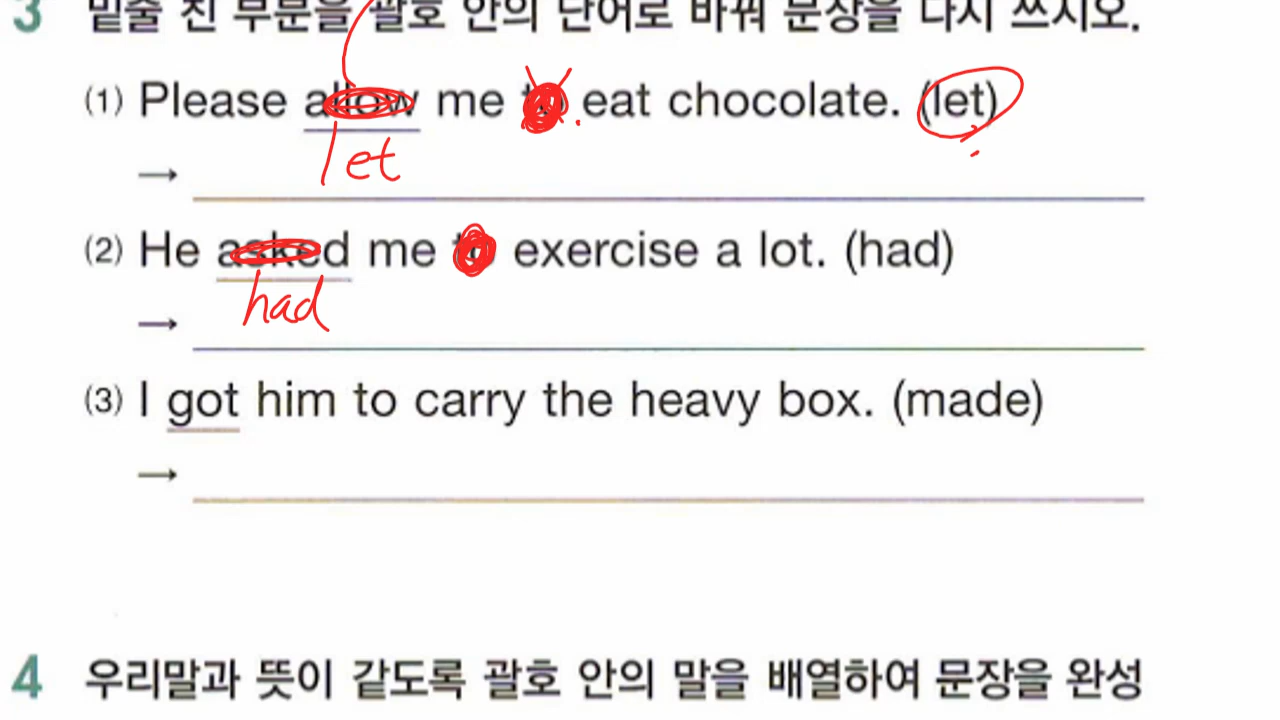 3 밑줄 친 부분을 괄호 안의 단어로 바꿔 문장을 다시 쓰시오.
(1) Please allow me to eat chocolate. (let)
let
→
(2) He asked me to exercise a lot. (had)
had
→
(3) I got him to carry the heavy box. (made)
→
4 우리말과 뜻이 같도록 괄호 안의 말을 배열하여 문장을 완성